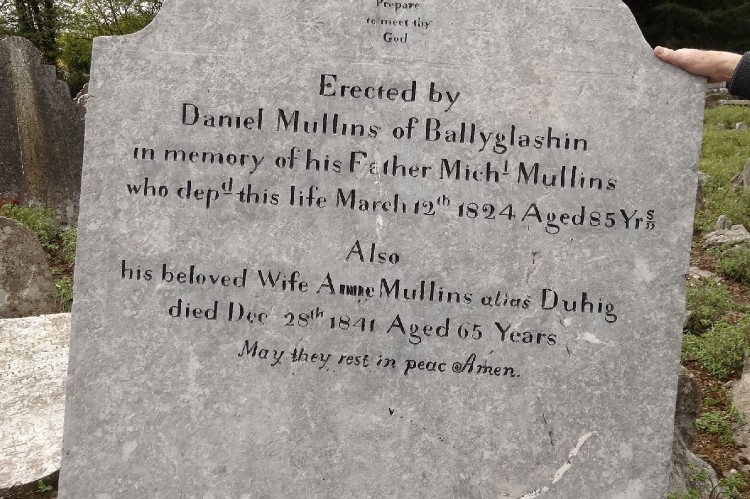 Prepare
to meet thy
God
Erected by
Daniel Mullins of Ballyglashin
in memory of his Father Michl Mullins
who depd this life March 12th 1824 Aged 85 Yrs
Also
his beloved Wife Anne Mullins alias Duhig
died Dec 28th 1841 Aged 65 Years
May they rest in peac Amen.